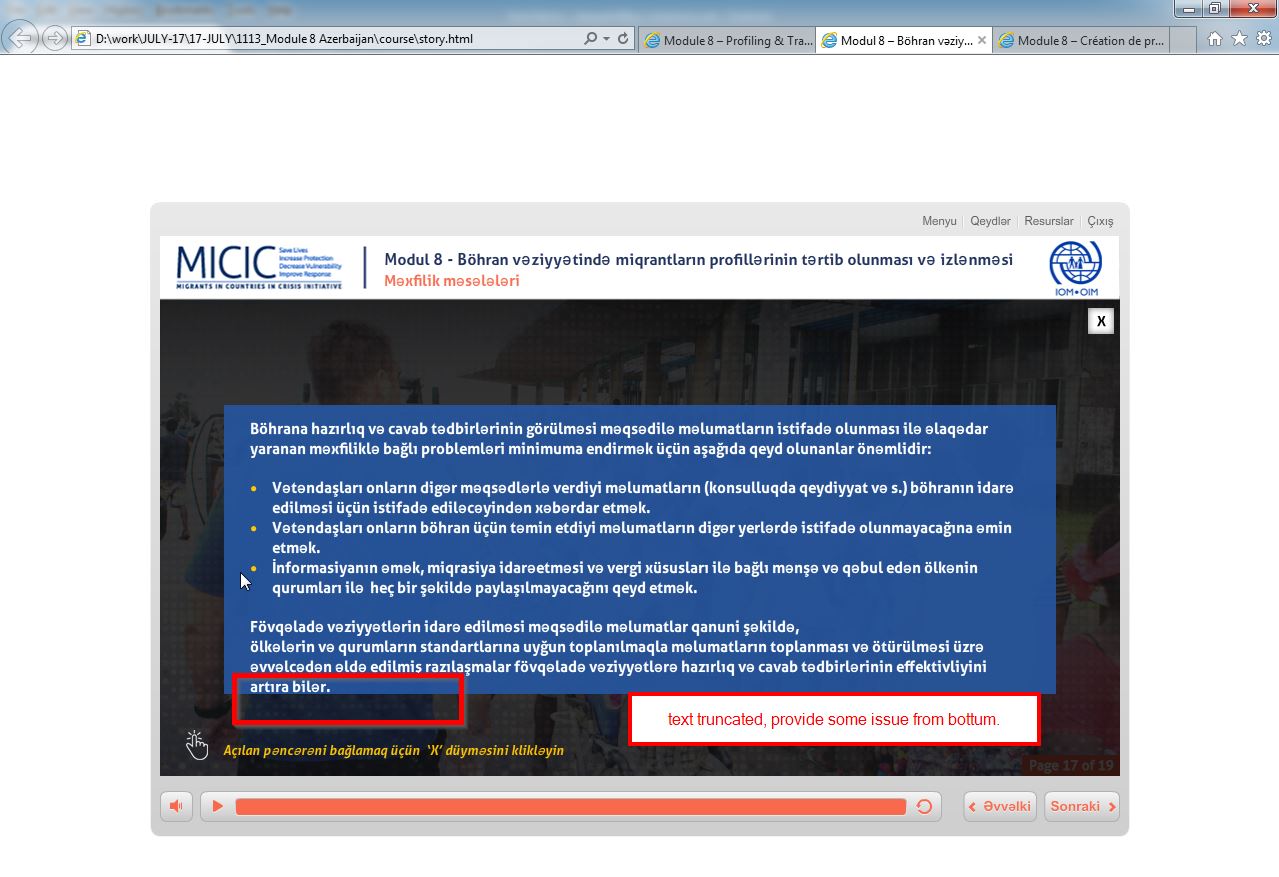 D:\work\JULY-17\17-JULY\1113_Module 8 Azerbaijan\course\story.html
Module 8 – Profiling & Tra...
Modul 8 – Böhran vəziy...
Module 8 – Création de pr...
Menyu
Qeydlər
Resurslar
Çıxış
MICIC
Save Lives
Increase Protection
Decrease Vulnerability
Improve Response
MIGRANTS IN COUNTRIES IN CRISIS INITIATIVE
Modul 8 - Böhran vəziyyətində miqrantların profillərinin tərtib olunması və izlənməsi
Məxfilik məsələləri
IOM•OIM
X
Böhrana hazırlıq və cavab tədbirlərinin görülməsi məqsədilə məlumatların istifadə olunması ilə əlaqədar
yaranan məxfiliklə bağlı problemləri minimuma endirmək üçün aşağıda qeyd olunanlar önəmlidir:
• Vətəndaşları onların digər məqsədlərlə verdiyi məlumatların (konsulluqda qeydiyyat və s.) böhranın idarə
edilməsi üçün istifadə ediləcəyindən xəbərdar etmək.
• Vətəndaşları onların böhran üçün təmin etdiyi məlumatların digər yerlərdə istifadə olunmayacağına əmin
etmək.
• İnformasiyanın əmək, miqrasiya idarəetməsi və vergi xüsusları ilə bağlı mənşə və qəbul edən ölkənin
qurumları ilə heç bir şəkildə paylaşılmayacağını qeyd etmək.
Fövqəladə vəziyyətlərin idarə edilməsi məqsədilə məlumatlar qanuni şəkildə,
ölkələrin və qurumların standartlarına uyğun toplanılmaqla məlumatların toplanması və ötürülməsi üzrə
əvvəlcədən əldə edilmiş razılaşmalar fövqəladə vəziyyətlərə hazırlıq və cavab tədbirlərinin effektivliyini
artıra bilər.
text truncated, provide some issue from bottum.
Açılan pəncərəni bağlamaq üçün ‘X’ düyməsini klikləyin
Page 17 of 19
Əvvəlki
Sonraki